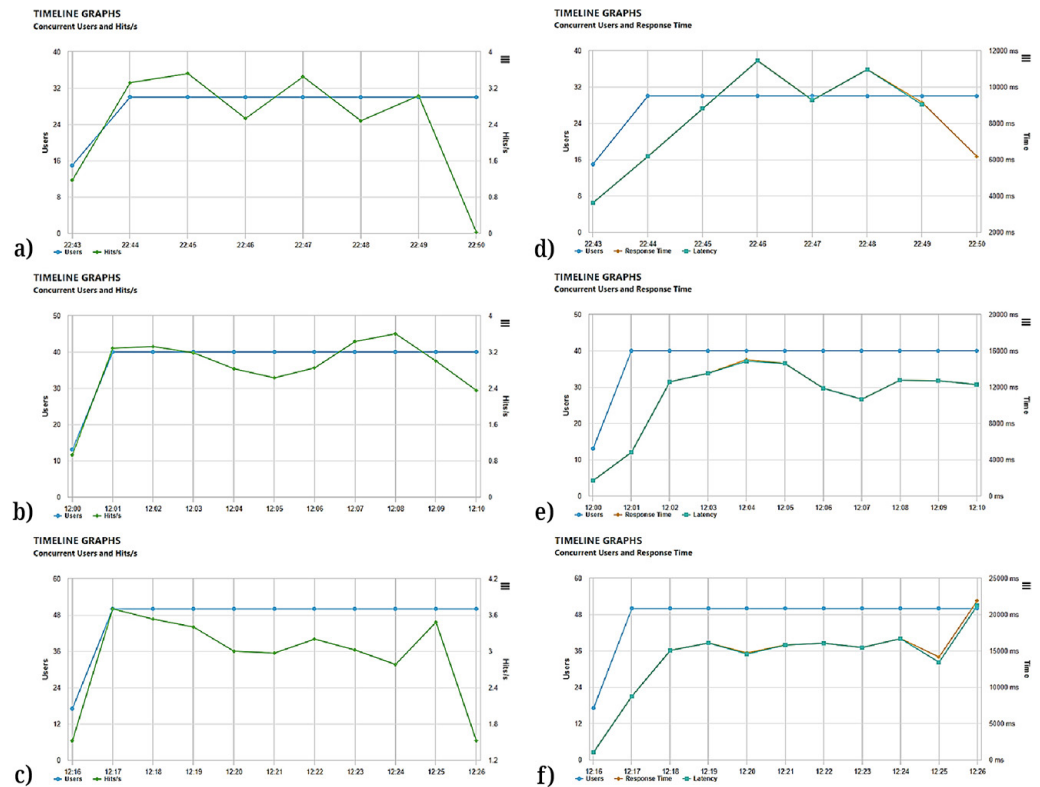 TIMELINE GRAPHS
Concurrent Users and Hits/s
40 32 24 16 8 0
Users
4 3.2 2.4 1.6 0.8 0
Hits/s
22:43 22:44 22:45 22:46 22:47 22:48 22:49 22:50
Users Hits/s
a)
TIMELINE GRAPHS
Concurrent Users and Response Time
40 32 24 16 8 0
Users
12000 ms 10000 ms 8000 ms 6000 ms 4000 ms 2000 ms
Time
22:43 22:44 22:45 22:46 22:47 22:48 22:49 22:50
Users Response Time Latency
d)
TIMELINE GRAPHS
Concurrent Users and Hits/s
50 40 30 20 10 0
Users
4 3.2 2.4 1.6 0.8 0
Hits/s
12:00 12:01 12:02 12:03 12:04 12:05 12:06 12:07 12:08 12:09 12:10
Users Hits/s
b)
TIMELINE GRAPHS
Concurrent Users and Response Time
50 40 30 20 10 0
Users
20000 ms 16000 ms 12000 ms 8000 ms 4000 ms 0 ms
Time
12:00 12:01 12:02 12:03 12:04 12:05 12:06 12:07 12:08 12:09 12:10
Users Response Time Latency
e)
TIMELINE GRAPHS
Concurrent Users and Hits/s
60 48 36 24 12 0
Users
4.2 3.6 3 2.4 1.8 1.2
Hits/s
12:16 12:17 12:18 12:19 12:20 12:21 12:22 12:23 12:24 12:25 12:26
Users Hits/s
c)
TIMELINE GRAPHS
Concurrent Users and Response Time
60 48 36 24 12 0
Users
25000 ms 20000 ms 15000 ms 10000 ms 5000 ms 0 ms
Time
12:16 12:17 12:18 12:19 12:20 12:21 12:22 12:23 12:24 12:25 12:26
Users Response Time Latency
f)